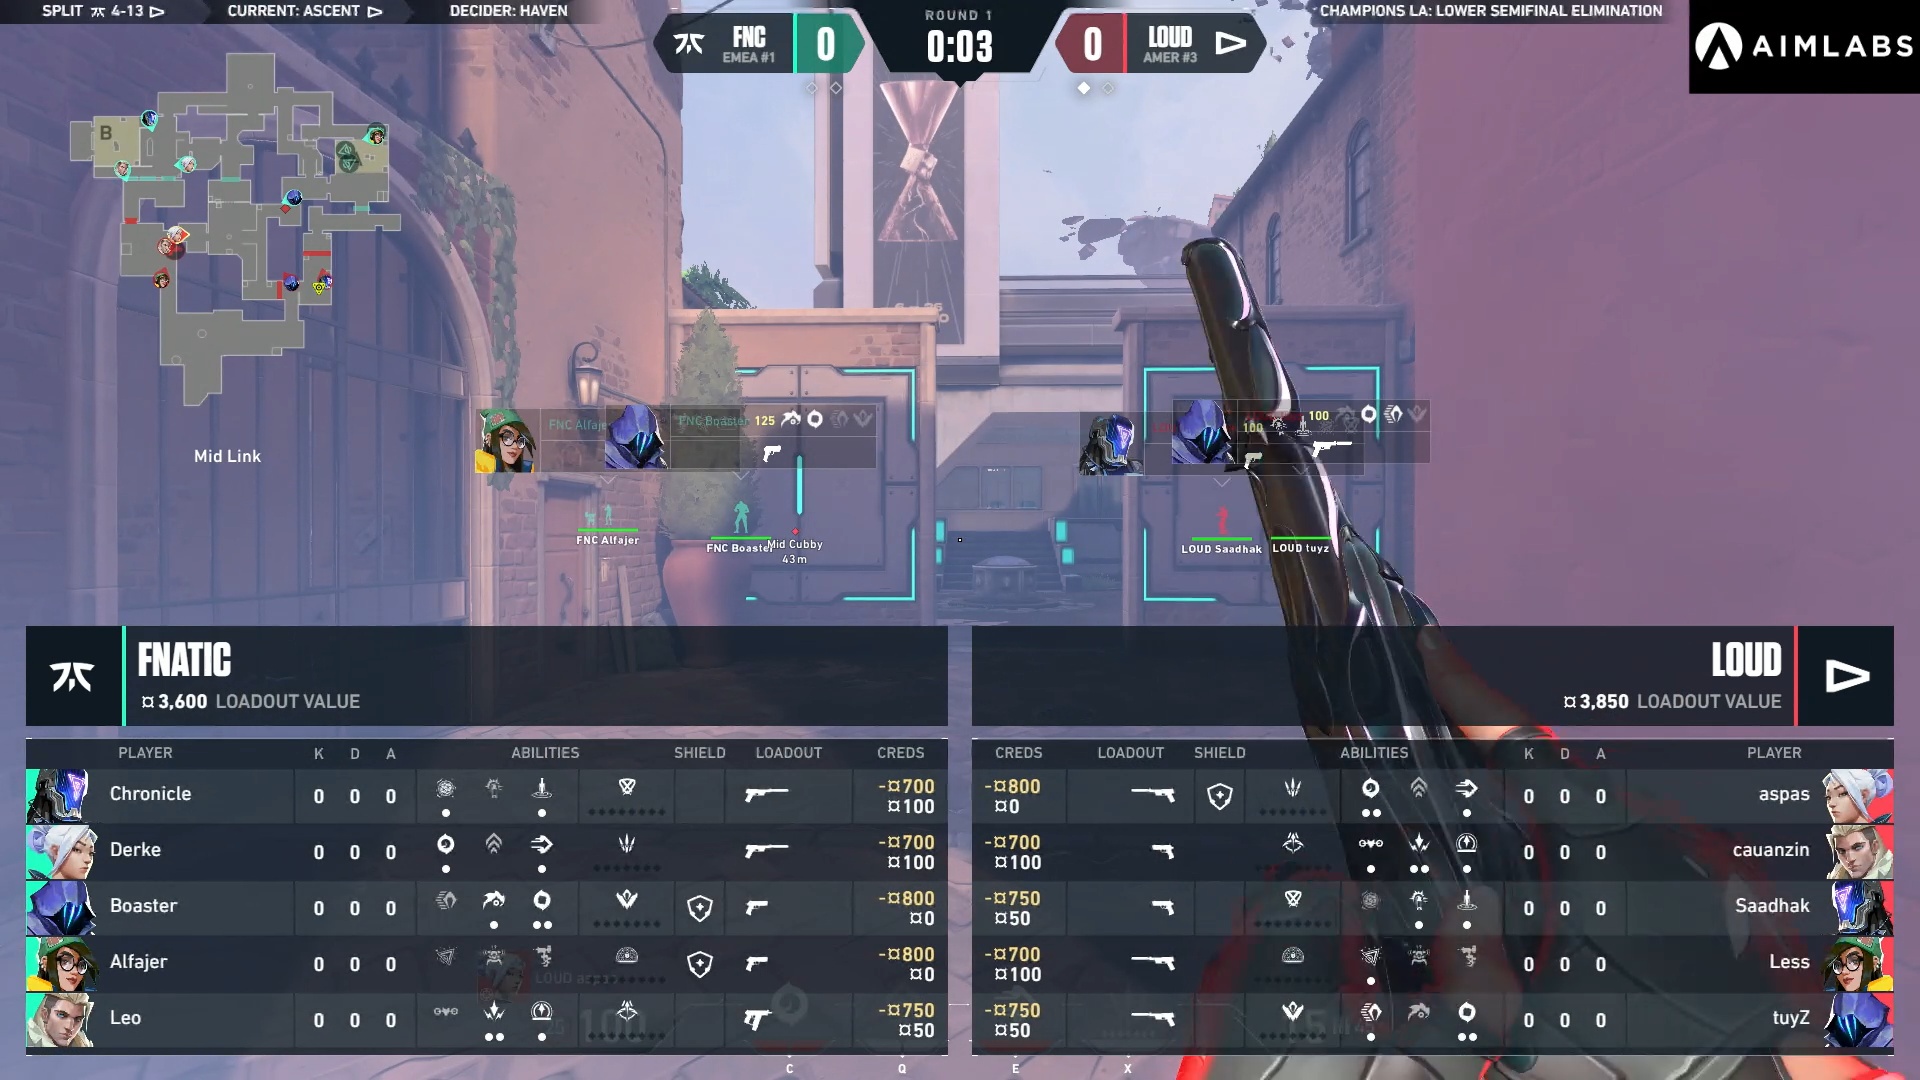 SPLIT 4-13
CURRENT: ASCENT
DECIDER: HAVEN
FNC
EMEA #1
0
ROUND 1
0:03
0
LOUD
AMER #3
CHAMPIONS LA: LOWER SEMIFINAL ELIMINATION
AIMLABS
B
Mid Link
FNC Boaster 125
100
100
FNC Alfajer
FNC Boaster
Mid Cubby
43m
LOUD Saadhak
LOUD tuyz
FNATIC
¤ 3,600 LOADOUT VALUE
LOUD
¤ 3,850 LOADOUT VALUE
PLAYER K D A ABILITIES SHIELD LOADOUT CREDS
Chronicle 0 0 0 -¤700
¤100
Derke 0 0 0 -¤700
¤100
Boaster 0 0 0 -¤800
¤0
Alfajer 0 0 0 -¤800
¤0
Leo 0 0 0 -¤750
¤50
CREDS LOADOUT SHIELD ABILITIES K D A PLAYER
-¤800
¤0 0 0 0 aspas
-¤700
¤100 0 0 0 cauanzin
-¤750
¤50 0 0 0 Saadhak
-¤700
¤100 0 0 0 Less
-¤750
¤50 0 0 0 tuyZ
C Q E X